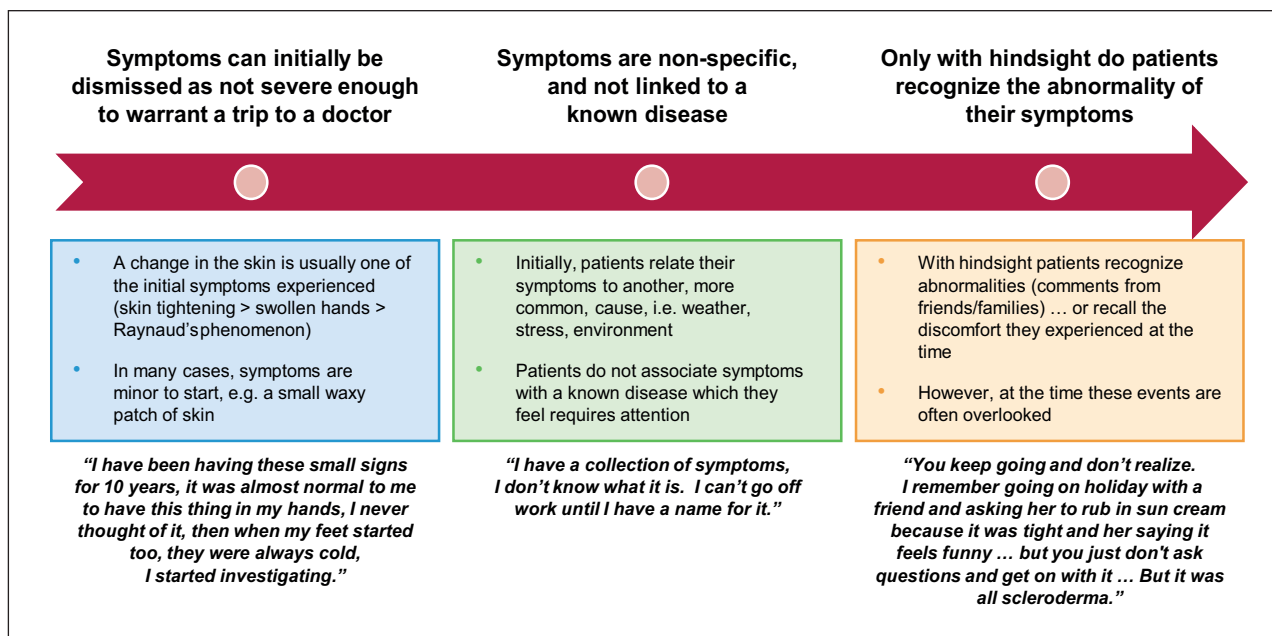 Symptoms can initially be
dismissed as not severe enough
to warrant a trip to a doctor
Symptoms are non-specific,
and not linked to a
known disease
Only with hindsight do patients
recognize the abnormality of
their symptoms
• A change in the skin is usually one of
the initial symptoms experienced
(skin tightening > swollen hands >
Raynaud'sphenomenon)
• In many cases, symptoms are
minor to start, e.g. a small waxy
patch of skin
• Initially, patients relate their
symptoms to another, more
common, cause, i.e. weather,
stress, environment
• Patients do not associate symptoms
with a known disease which they
feel requires attention
• With hindsight patients recognize
abnormalities (comments from
friends/families) … or recall the
discomfort they experienced at the
time
• However, at the time these events are
often overlooked
“I have been having these small signs
for 10 years, it was almost normal to me
to have this thing in my hands, I never
thought of it, then when my feet started
too, they were always cold,
I started investigating.”
“I have a collection of symptoms,
I don’t know what it is.  I can’t go off
work until I have a name for it.”
“You keep going and don’t realize.
I remember going on holiday with a
friend and asking her to rub in sun cream
because it was tight and her saying it
feels funny … but you just don't ask
questions and get on with it … But it was
all scleroderma.”